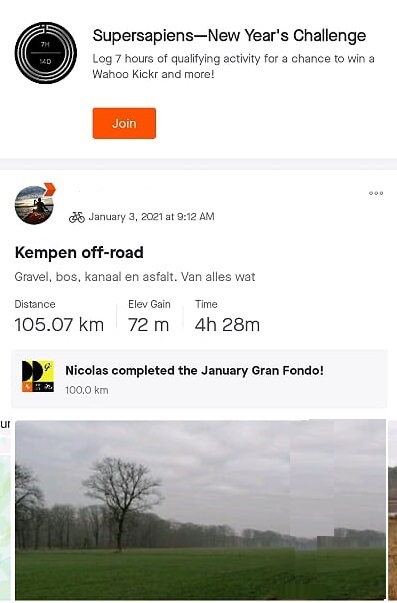 Supersapiens—New Year's Challenge
7H
14D
Log 7 hours of qualifying activity for a chance to win a
Wahoo Kickr and more!
Join
January 3, 2021 at 9:12 AM
Kempen off-road
Gravel, bos, kanaal en asfalt. Van alles wat
Distance
Elev Gain
Time
105.07 km
72 m
4h 28m
Nicolas completed the January Gran Fondo!
100.0 km
ur